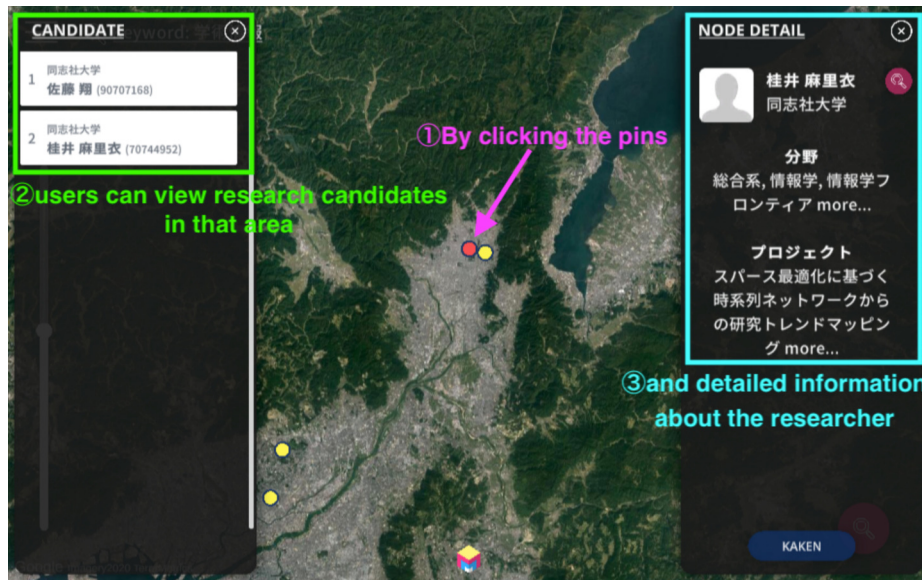 CANDIDATE
1
同志社大学
佐藤 翔 (90707168)
2
同志社大学
桂井 麻里衣 (70744952)
①By clicking the pins
②users can view research candidates
in that area
NODE DETAIL
桂井 麻里衣
同志社大学
分野
総合系, 情報学, 情報学フ
ロンティア more...
プロジェクト
スパース最適化に基づく
時系列ネットワークから
の研究トレンドマッピン
グ more...
③and detailed information
about the researcher
KAKEN